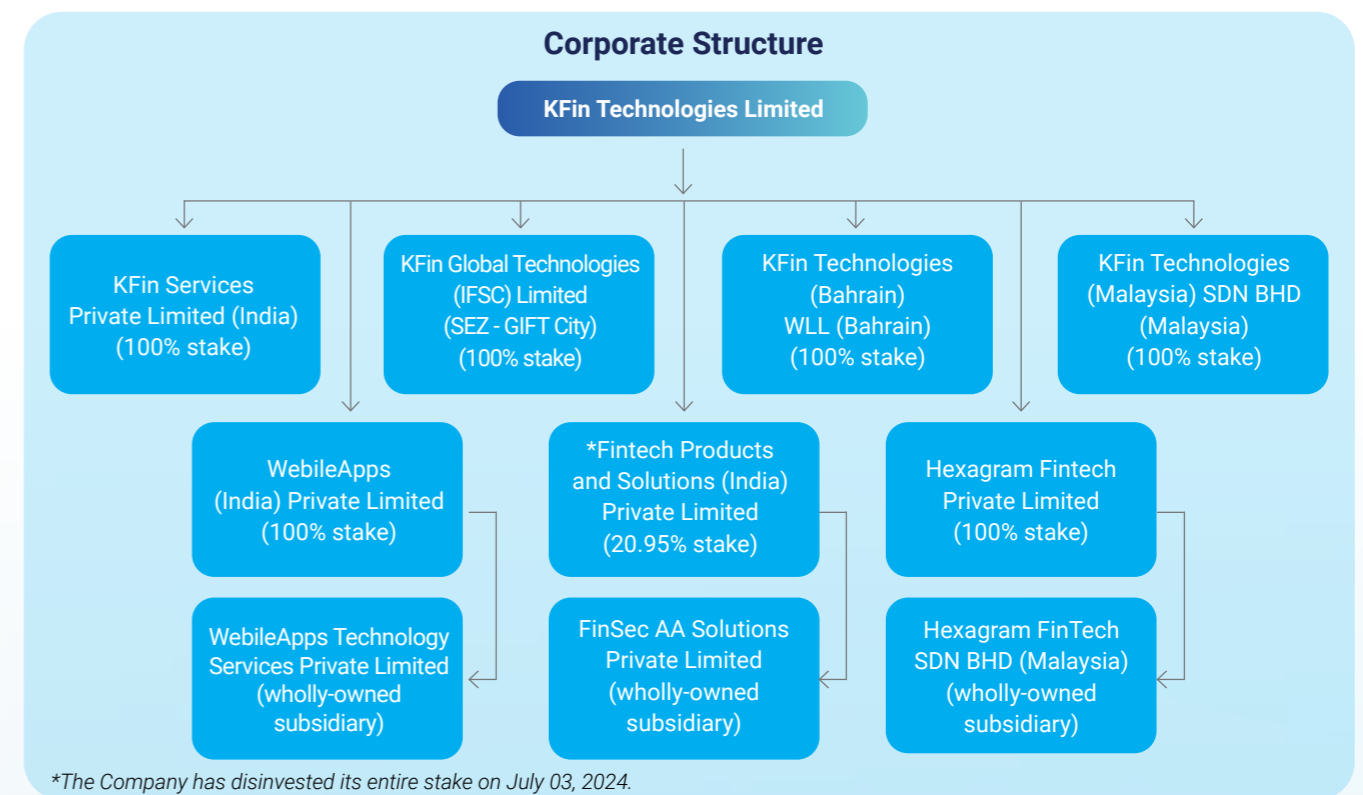 Corporate Structure
KFin Technologies Limited
KFin Services
Private Limited (India)
(100% stake)
KFin Global Technologies
(IFSC) Limited
(SEZ - GIFT City)
(100% stake)
KFin Technologies
(Bahrain)
WLL (Bahrain)
(100% stake)
KFin Technologies
(Malaysia) SDN BHD
(Malaysia)
(100% stake)
WebileApps
(India) Private Limited
(100% stake)
*Fintech Products
and Solutions (India)
Private Limited
(20.95% stake)
Hexagram Fintech
Private Limited
(100% stake)
WebileApps Technology
Services Private Limited
(wholly-owned
subsidiary)
FinSec AA Solutions
Private Limited
(wholly-owned
subsidiary)
Hexagram FinTech
SDN BHD (Malaysia)
(wholly-owned
subsidiary)
*The Company has disinvested its entire stake on July 03, 2024.